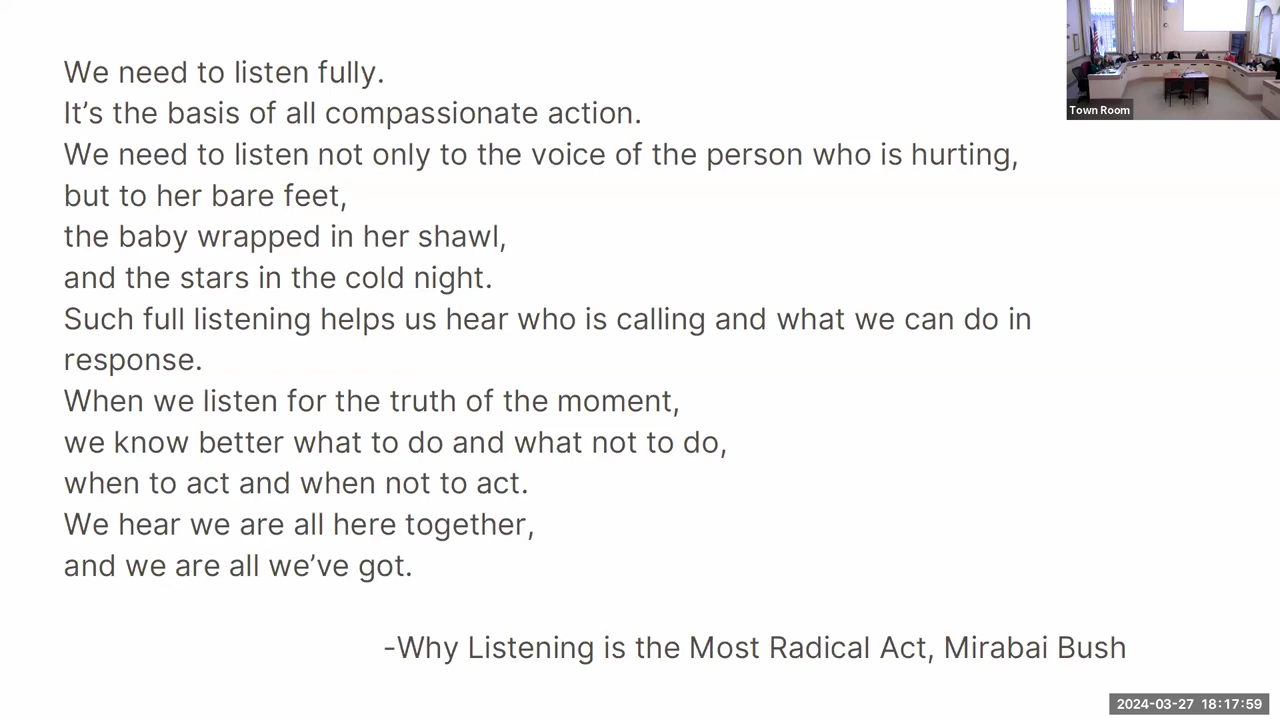 We need to listen fully.
It’s the basis of all compassionate action.
We need to listen not only to the voice of the person who is hurting,
but to her bare feet,
the baby wrapped in her shawl,
and the stars in the cold night.
Such full listening helps us hear who is calling and what we can do in
response.
When we listen for the truth of the moment,
we know better what to do and what not to do,
when to act and when not to act.
We hear we are all here together,
and we are all we’ve got.
-Why Listening is the Most Radical Act, Mirabai Bush
Town Room
2024-03-27 18:17:59